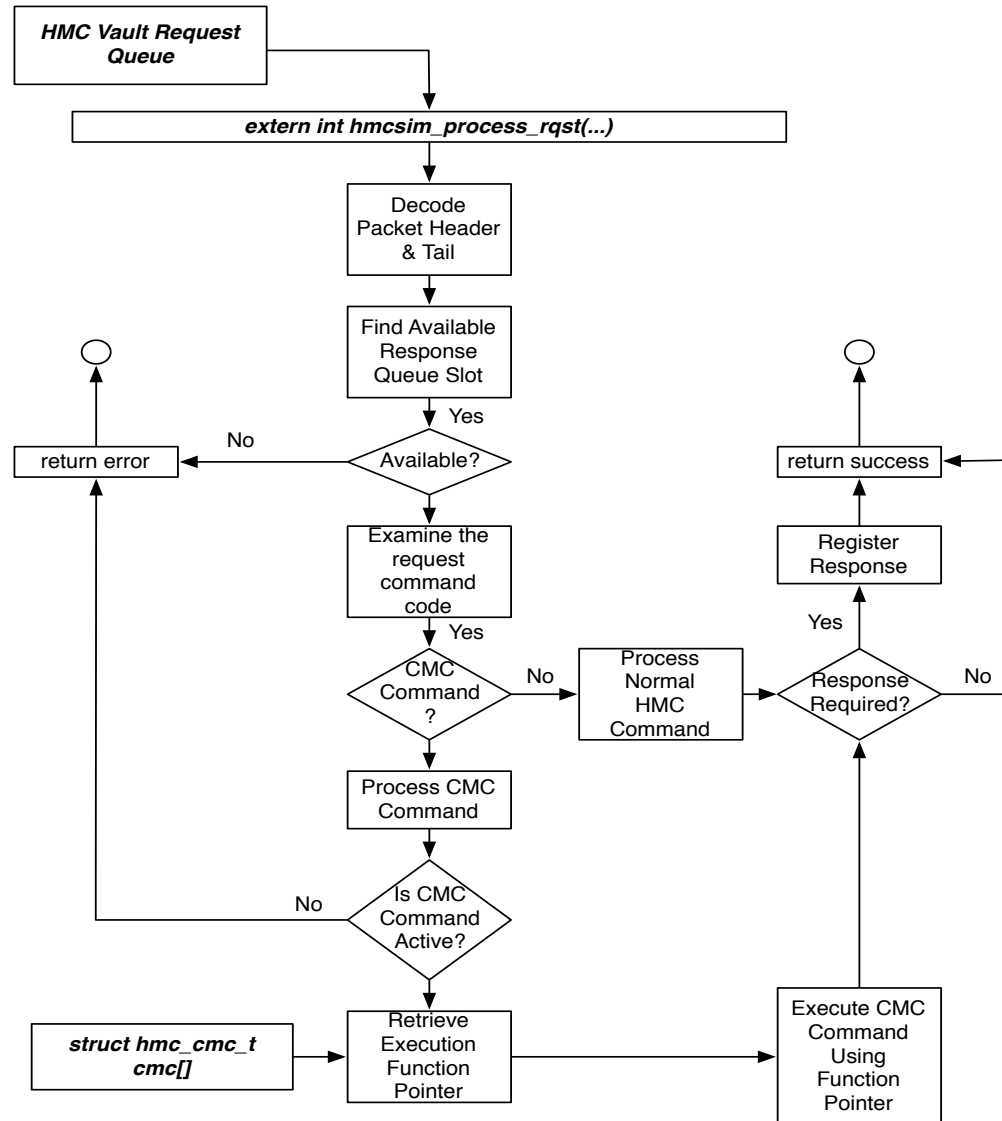 HMC Vault Request
Queue
extern int hmcsim_process_rqst(...)
Decode
Packet Header
& Tail
Find Available
Response
Queue Slot
Yes
No
Available?
return error
return success
Examine the
request
command
code
Register
Response
Yes
Yes
CMC
Command
?
No
Process
Normal
HMC
Command
Response
Required?
No
Process CMC
Command
Is CMC
Command
Active?
No
struct hmc_cmc_t
cmc[]
Retrieve
Execution
Function
Pointer
Execute CMC
Command
Using
Function
Pointer